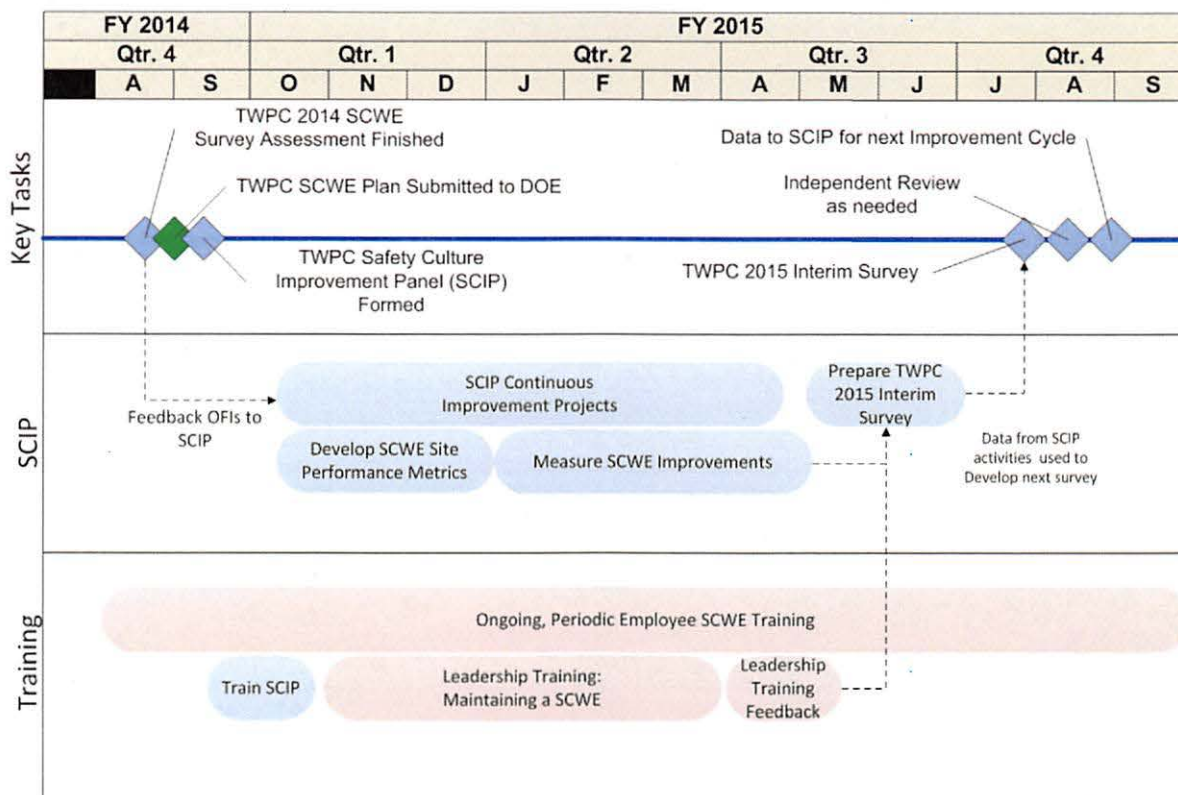 FY 2014
FY 2015
Qtr. 4
Qtr. 1
Qtr. 2
Qtr. 3
Qtr. 4
A
S
O
N
D
J
F
M
A
M
J
J
A
S
Key Tasks
TWPC 2014 SCWE
Survey Assessment Finished
TWPC SCWE Plan Submitted to DOE
TWPC Safety Culture
Improvement Panel (SCIP)
Formed
Data to SCIP for next Improvement Cycle
Independent Review
as needed
TWPC 2015 Interim Survey
SCIP
Feedback OFIs to
SCIP
SCIP Continuous
Improvement Projects
Prepare TWPC
2015 Interim
Survey
Develop SCWE Site
Performance Metrics
Measure SCWE Improvements
Data from SCIP
activities used to
Develop next survey
Training
Ongoing, Periodic Employee SCWE Training
Train SCIP
Leadership Training:
Maintaining a SCWE
Leadership
Training
Feedback